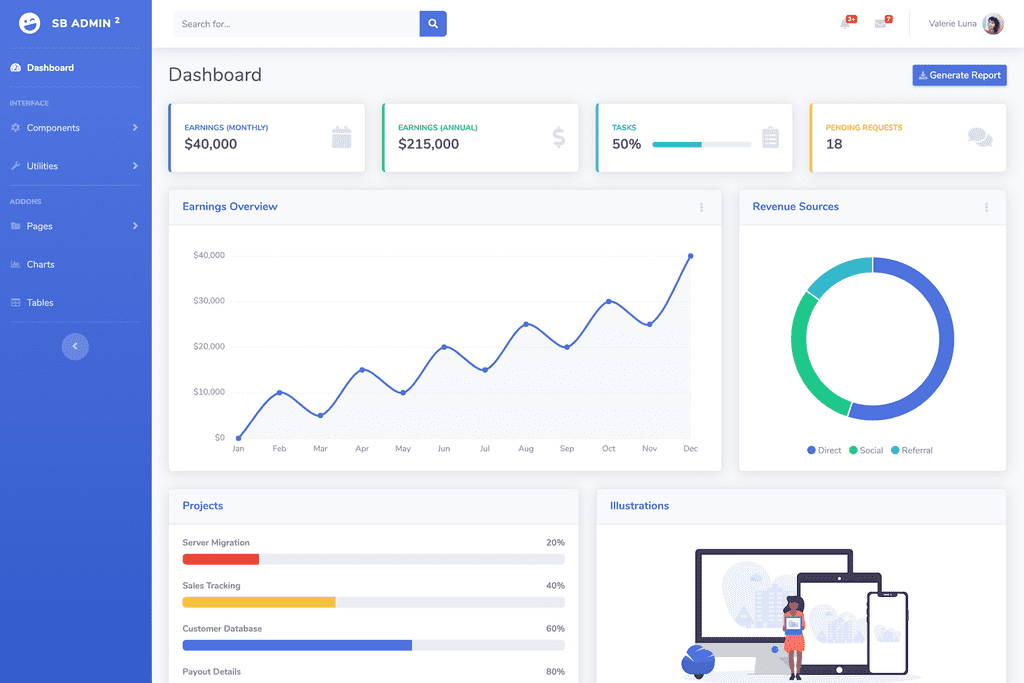 SB ADMIN 2
Search for...
3+
7
Valerie Luna
Dashboard
INTERFACE
Components
Utilities
ADDONS
Pages
Charts
Tables
Dashboard
Generate Report
EARNINGS (MONTHLY)
$40,000
EARNINGS (ANNUAL)
$215,000
TASKS
50%
PENDING REQUESTS
18
Earnings Overview
$40,000
$30,000
$20,000
$10,000
$0
Jan Feb Mar Apr May Jun Jul Aug Sep Oct Nov Dec
Revenue Sources
Direct Social Referral
Projects
Server Migration 20%
Sales Tracking 40%
Customer Database 60%
Payout Details 80%
Illustrations